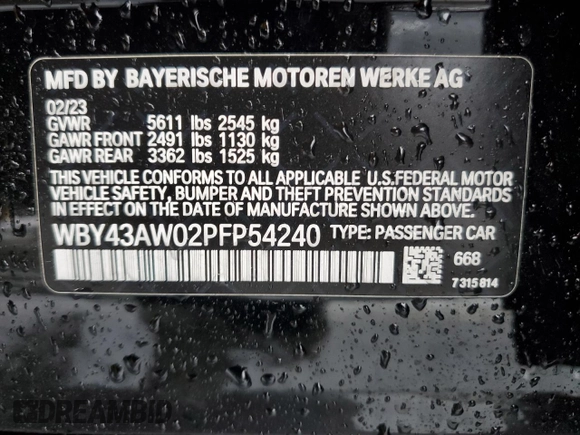 MFD BY BAYERISCHE MOTOREN WERKE AG
02/23
GVWR 5611 lbs 2545 kg
GAWR FRONT 2491 lbs 1130 kg
GAWR REAR 3362 lbs 1525 kg
THIS VEHICLE CONFORMS TO ALL APPLICABLE U.S.FEDERAL MOTOR
VEHICLE SAFETY, BUMPER AND THEFT PREVENTION STANDARDS
IN EFFECT ON THE DATE OF MANUFACTURE SHOWN ABOVE.
WBY43AW02PFP54240 TYPE: PASSENGER CAR
668
7315814
EZDREAMBID